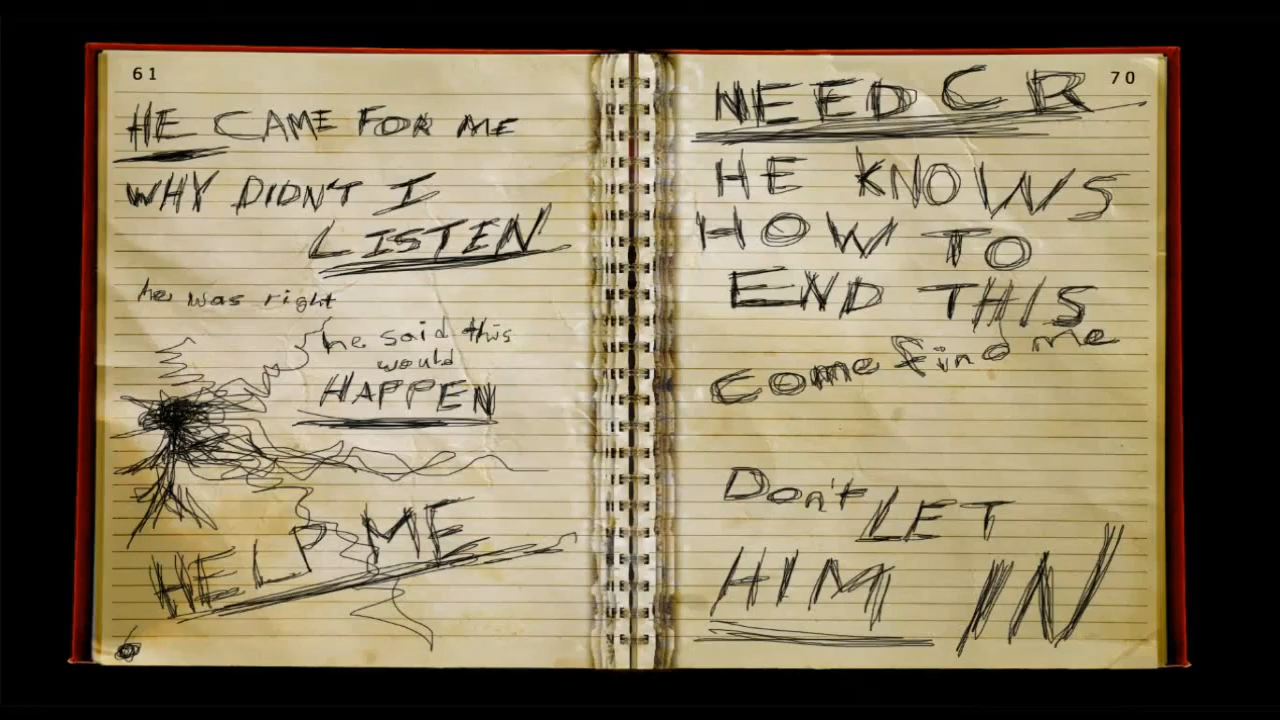 61
HE CAME FOR ME
WHY DIDN'T I
LISTEN
he was right
he said this
would
HAPPEN
HELP ME
70
NEED CR
HE KNOWS
HOW TO
END THIS
come find me
Don't LET
HIM IN